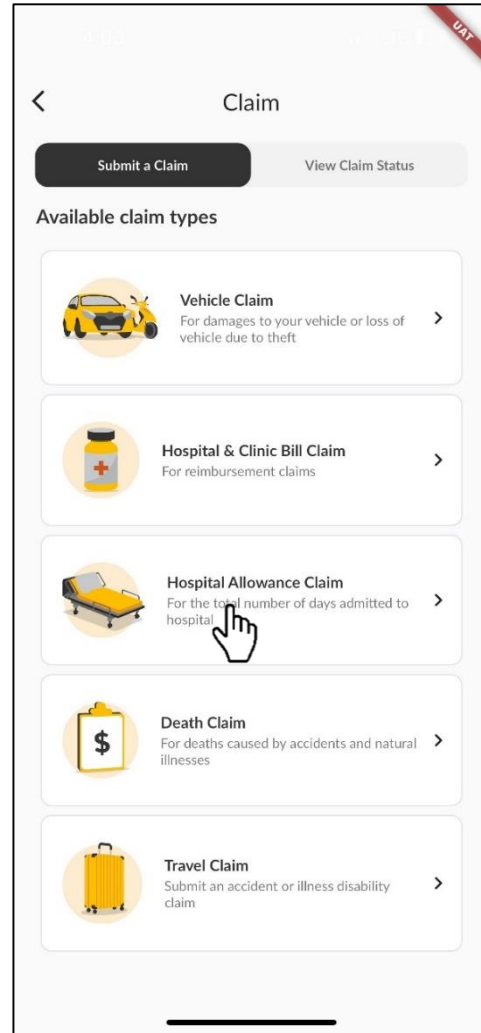 UAT
Claim
Submit a Claim
View Claim Status
Available claim types
Vehicle Claim
For damages to your vehicle or loss of
vehicle due to theft
Hospital & Clinic Bill Claim
For reimbursement claims
Hospital Allowance Claim
For the total number of days admitted to
hospital
$
Death Claim
For deaths caused by accidents and natural
illnesses
Travel Claim
Submit an accident or illness disability
claim